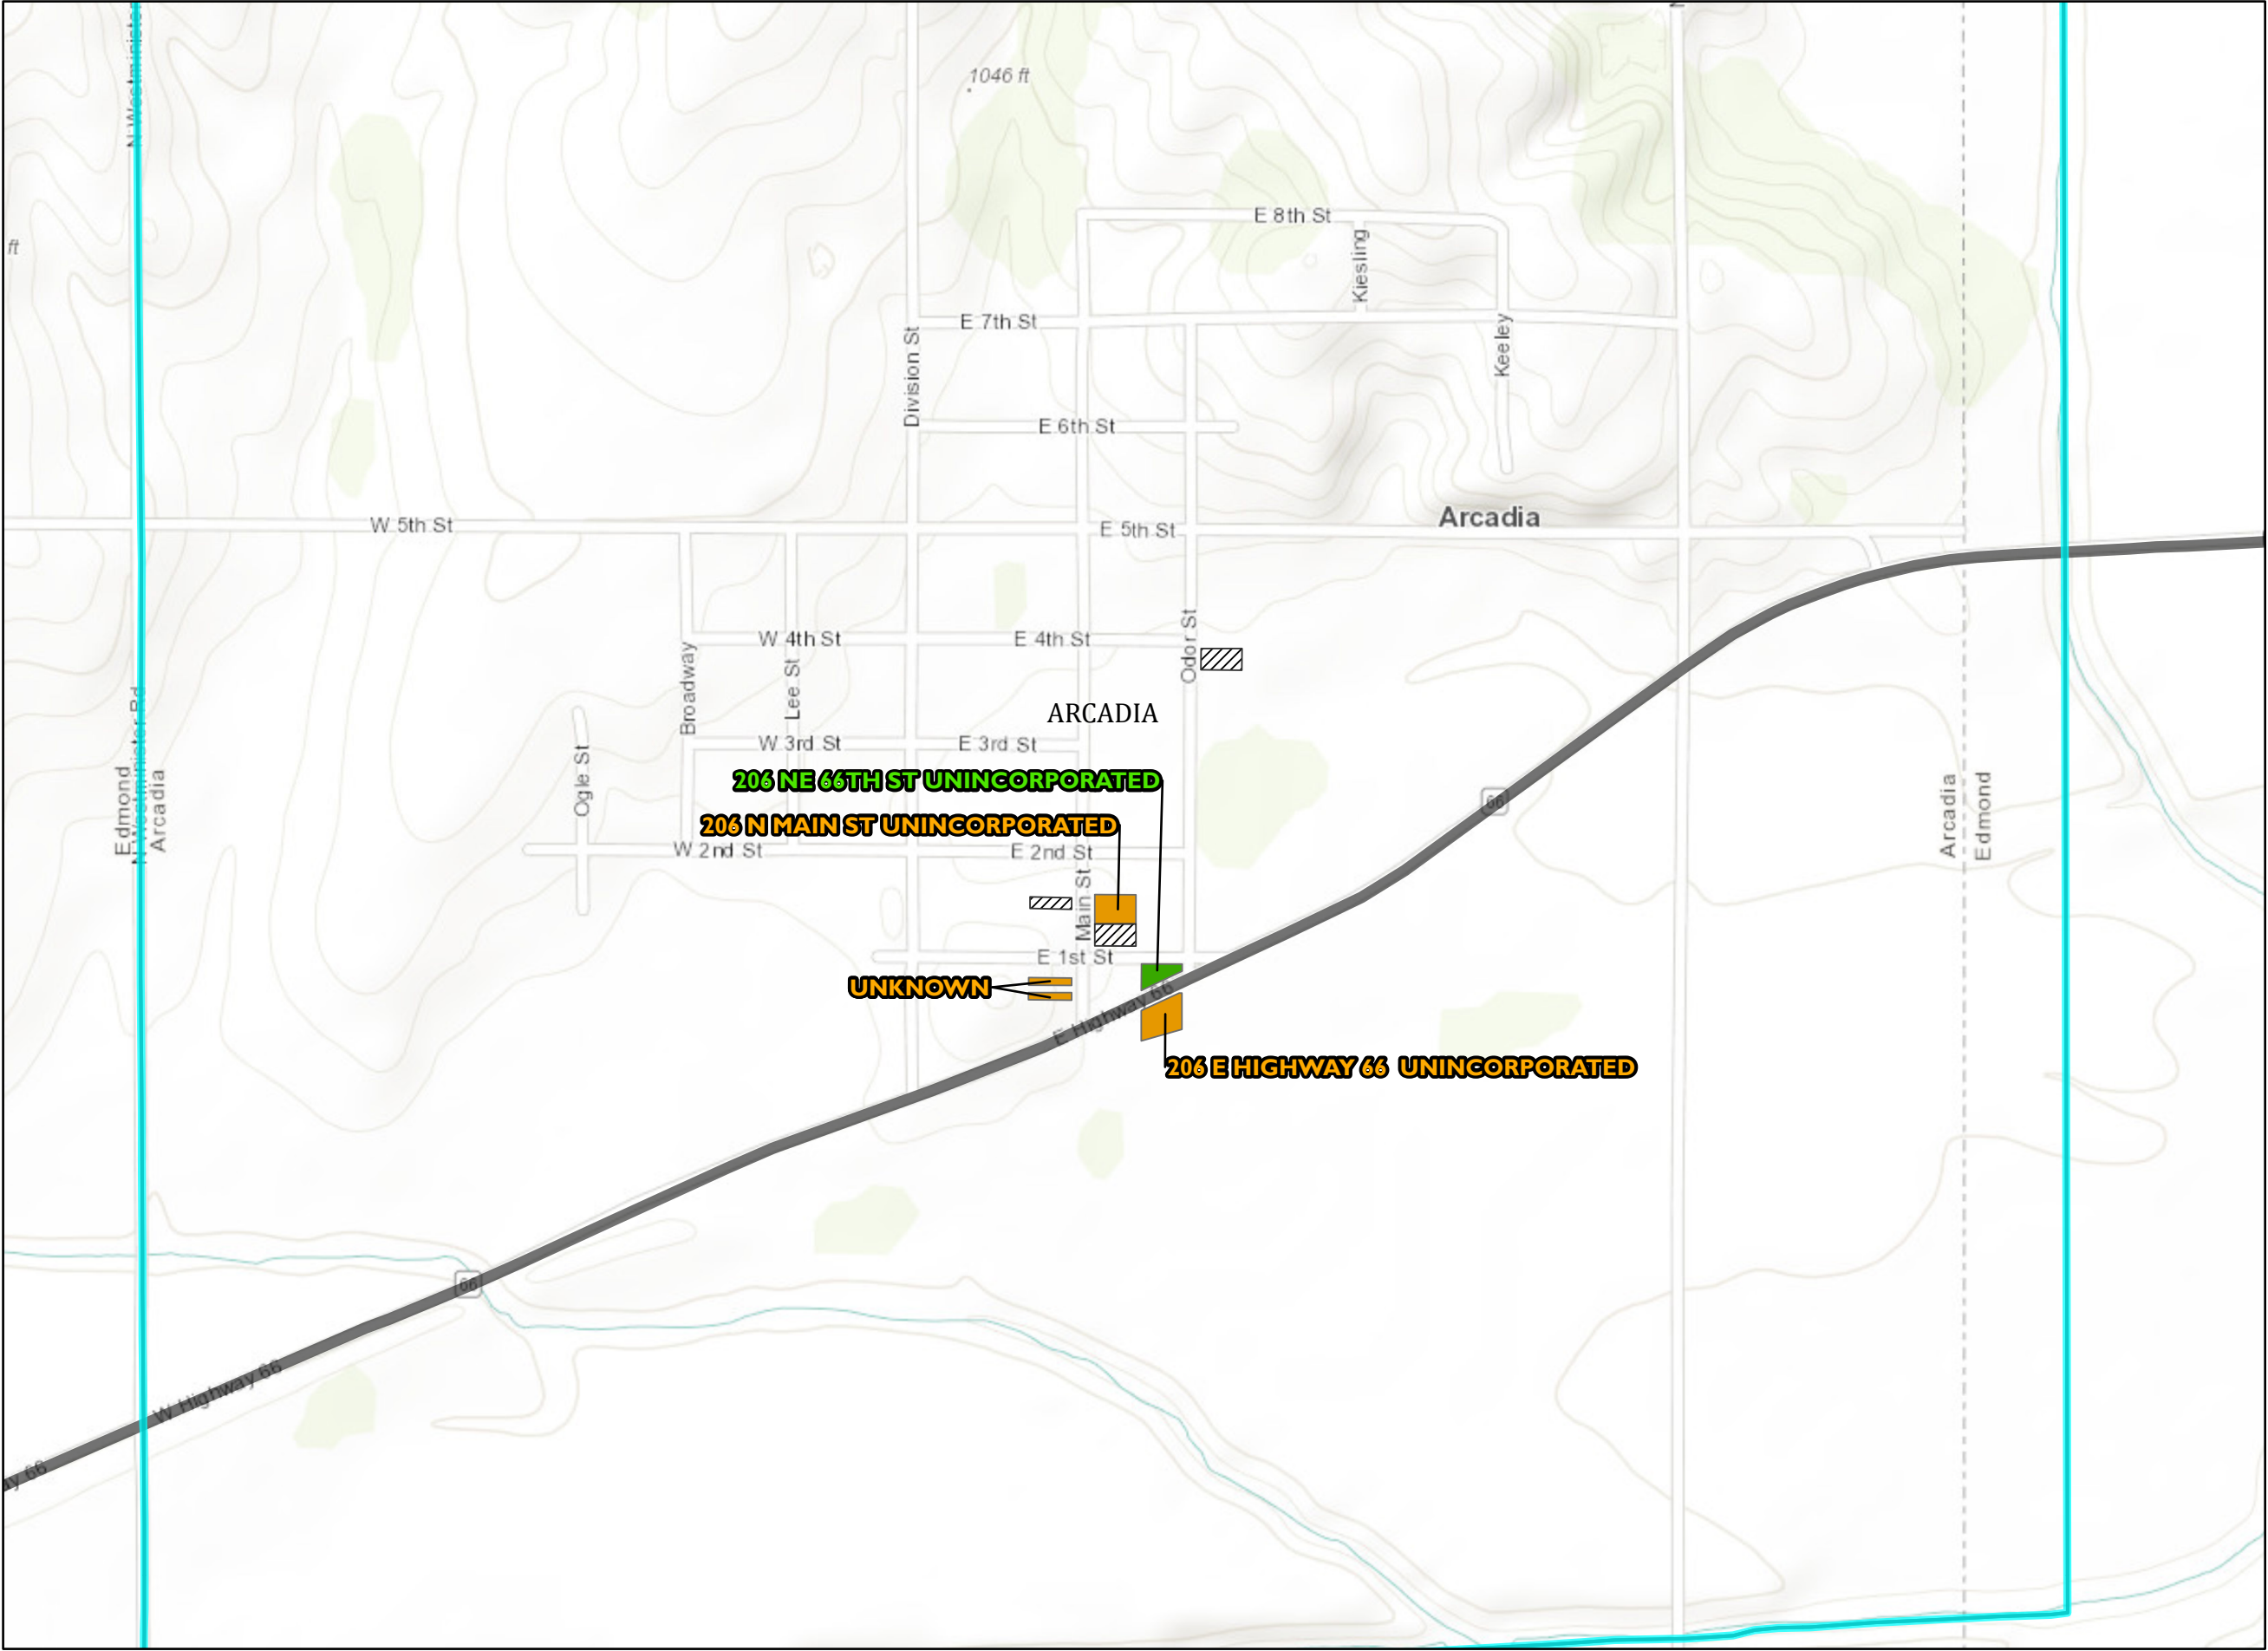 N Westminister
1046 ft
E 8th St
ft
Kiesling
E 7th St
Keeley
Division St
E 6th St
Arcadia
W 5th St
E 5th St
W 4th St
E 4th St
Odor St
Broadway
Lee St
ARCADIA
W 3rd St
E 3rd St
Ogle St
Edmond
N Westminister Rd
Arcadia
206 NE 66TH ST UNINCORPORATED
66
Arcadia
Edmond
206 N MAIN ST UNINCORPORATED
W 2nd St
E 2nd St
Main St
E 1st St
UNKNOWN
E Highway 66
206 E HIGHWAY 66 UNINCORPORATED
66
W Highway 66
ay 66